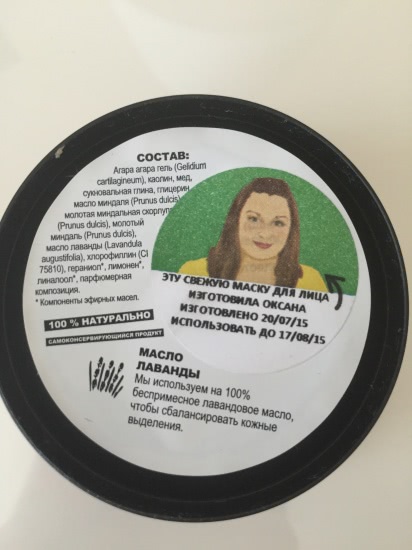 СОСТАВ:
Агара агара гель (Gelidium
cartilagineum), каолин, мед,
сукновальная глина, глицерин,
масло миндаля (Prunus dulcis),
молотая миндальная скорлупа
(Prunus dulcis), молотый
миндаль (Prunus dulcis),
масло лаванды (Lavandula
augustifolia), хлорофиллин (CI
75810), гераниол*, лимонен*,
линалоол*, парфюмерная
композиция.
* Компоненты эфирных масел.
100 % НАТУРАЛЬНО
САМОКОНСЕРВИРУЮЩИЙСЯ ПРОДУКТ
ЭТУ СВЕЖУЮ МАСКУ ДЛЯ ЛИЦА
ИЗГОТОВИЛА ОКСАНА
ИЗГОТОВЛЕНО 20/07/15
ИСПОЛЬЗОВАТЬ ДО 17/08/15
МАСЛО
ЛАВАНДЫ
Мы используем на 100%
беспримесное лавандовое масло,
чтобы сбалансировать кожные
выделения.